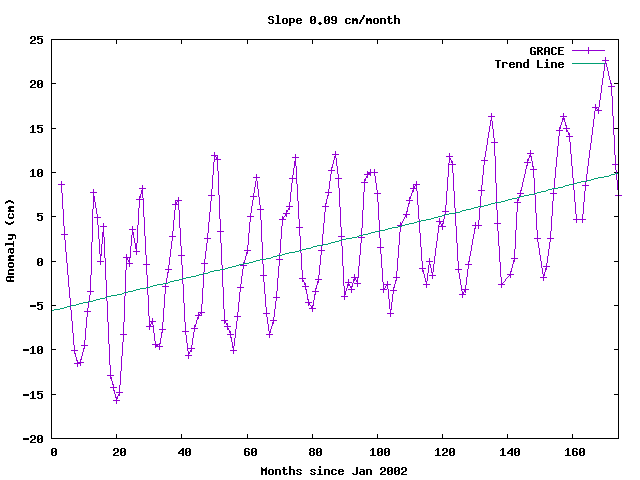 Slope 0.09 cm/month
GRACE
Trend Line
Anomaly (cm)
25
20
15
10
5
0
-5
-10
-15
-20
0 20 40 60 80 100 120 140 160
Months since Jan 2002